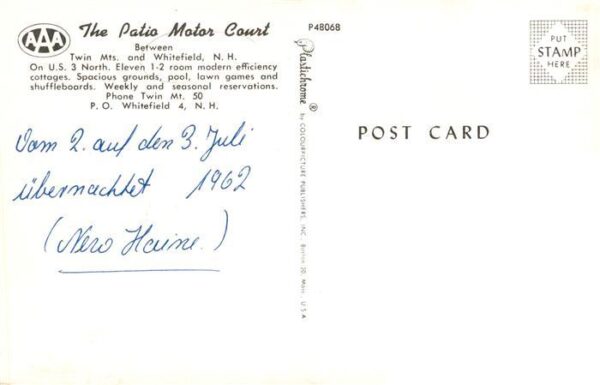 AAA
The Patio Motor Court
Between
Twin Mts. and Whitefield, N. H.
On U.S. 3 North. Eleven 1-2 room modern efficiency
cottages. Spacious grounds, pool, lawn games and
shuffleboards. Weekly and seasonal reservations.
Phone Twin Mt. 50
P. O. Whitefield 4, N. H.
Vom 2. auf den 3. Juli
übernachtet 1962
(New Haine.)
P48068
Plastichrome ® by COLOURPICTURE PUBLISHERS, INC. Boston 30, Mass. U.S.A.
PUT
STAMP
HERE
POST CARD